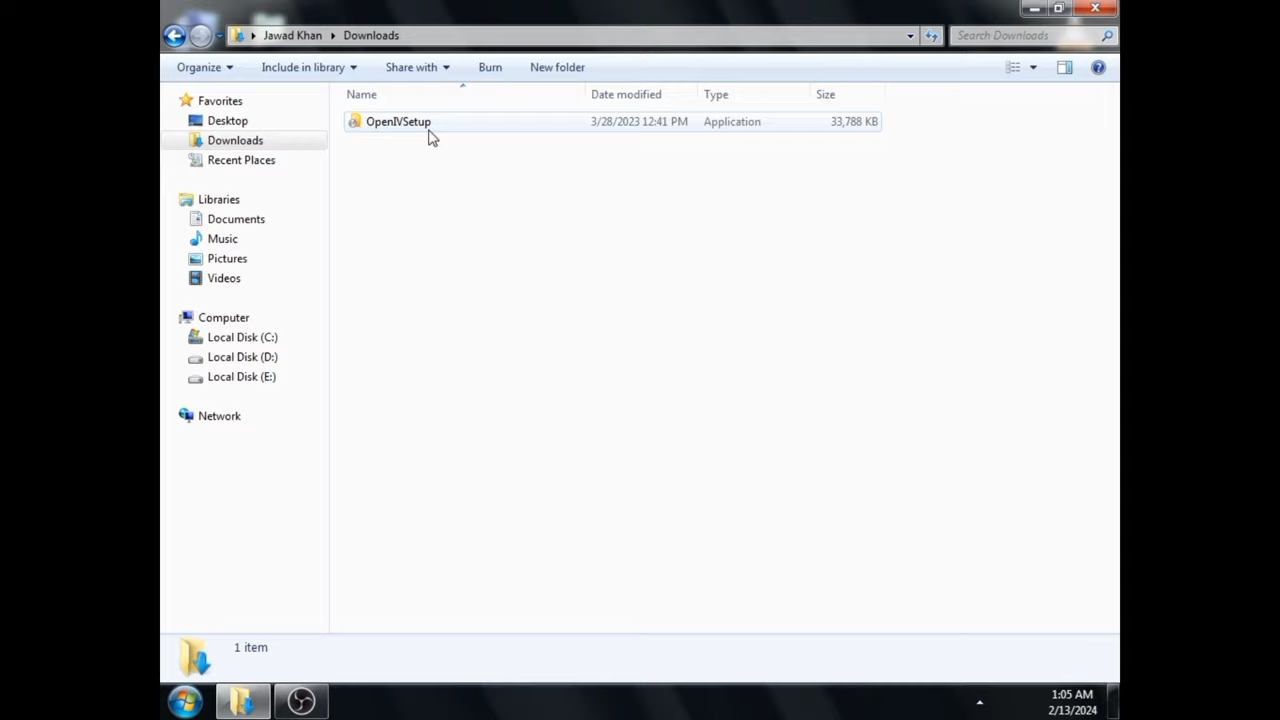 Jawad Khan Downloads
Search Downloads
Organize Include in library Share with Burn New folder
Name Date modified Type Size
OpenIVSetup 3/28/2023 12:41 PM Application 33,788 KB
Favorites
Desktop
Downloads
Recent Places
Libraries
Documents
Music
Pictures
Videos
Computer
Local Disk (C:)
Local Disk (D:)
Local Disk (E:)
Network
1 item
1:05 AM
2/13/2024